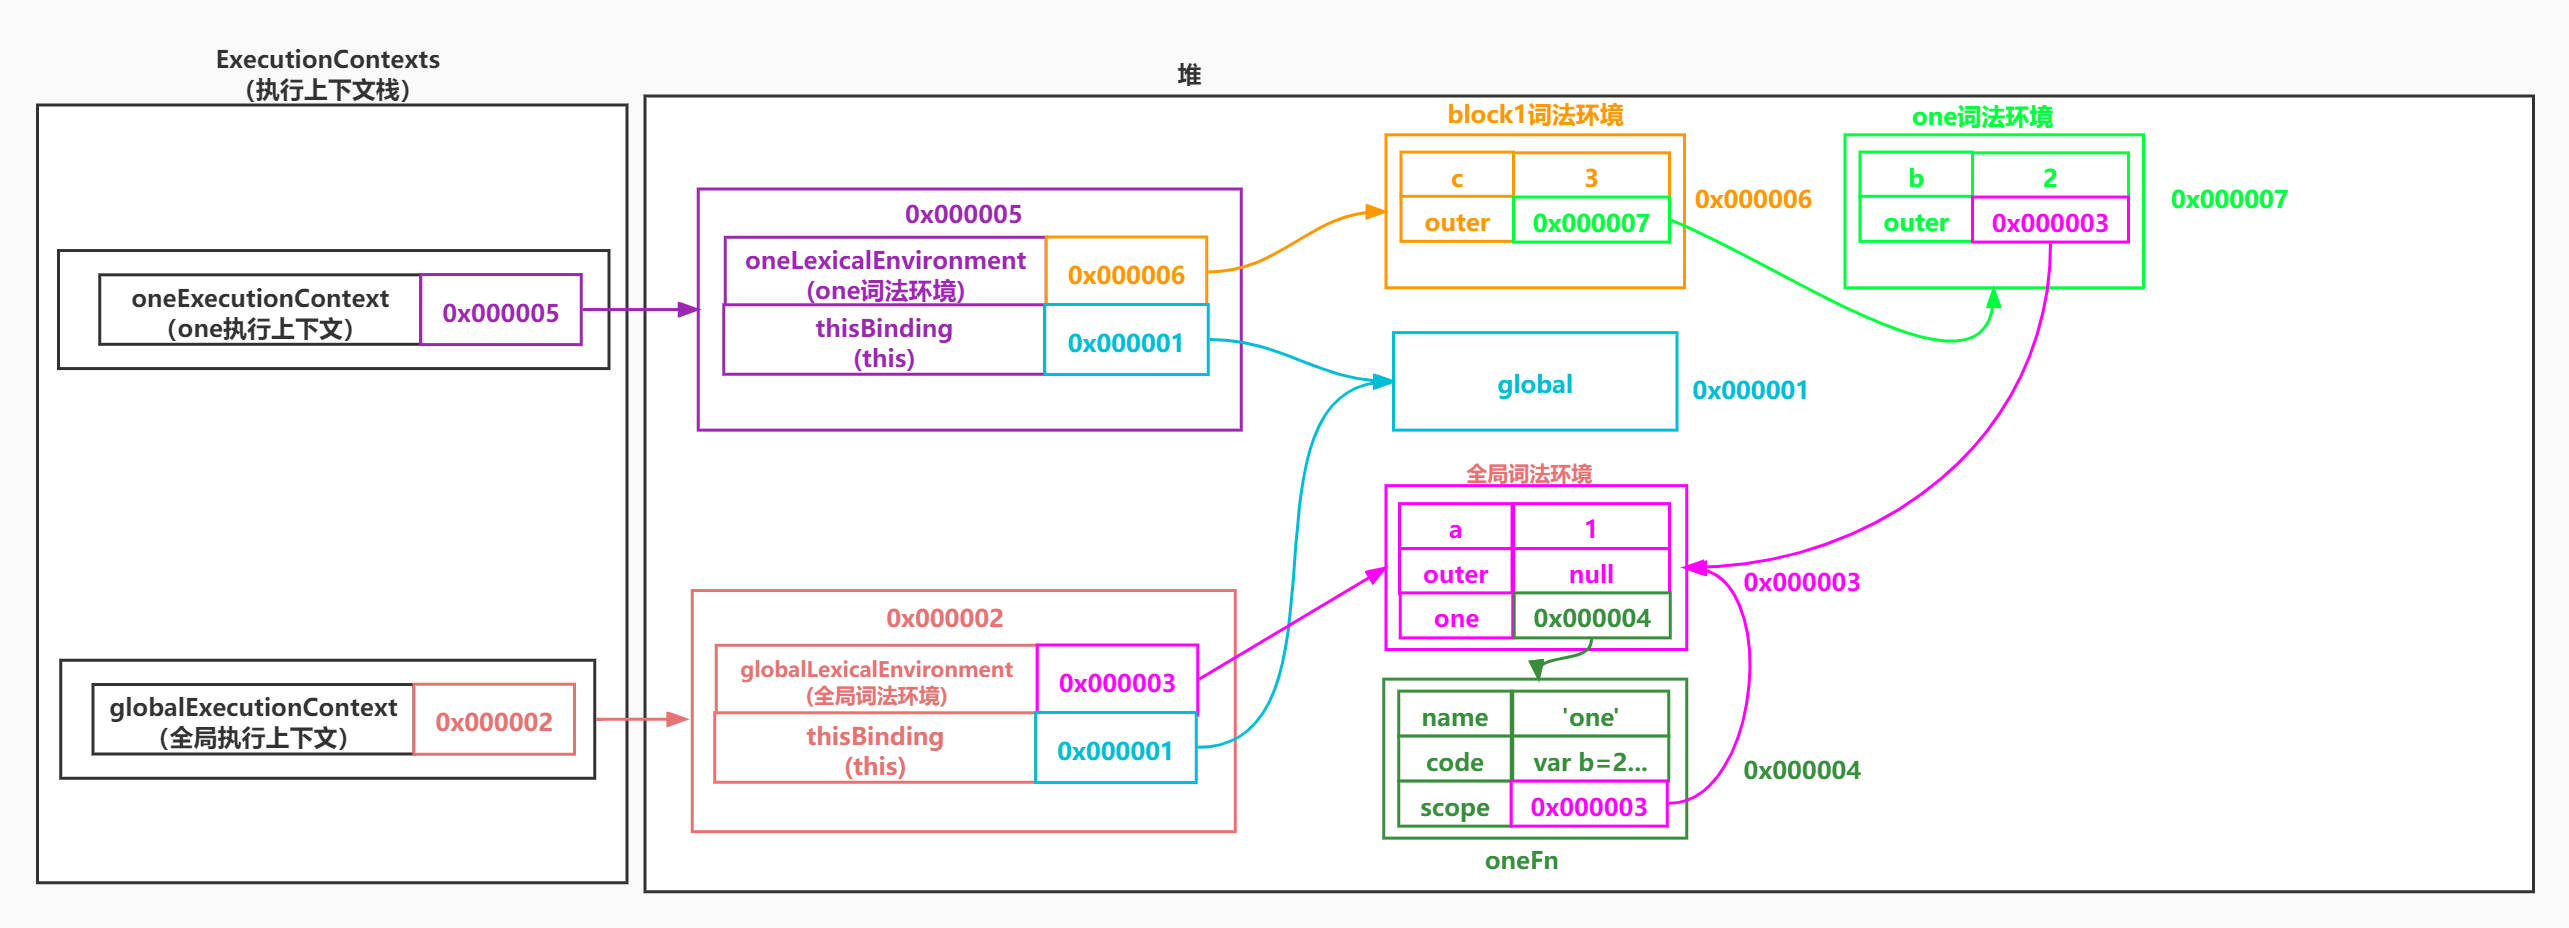 ExecutionContexts
（执行上下文栈）
oneExecutionContext
（one执行上下文）
0x000005
globalExecutionContext
（全局执行上下文）
0x000002
堆
0x000005
oneLexicalEnvironment
(one词法环境)
0x000006
thisBinding
(this)
0x000001
0x000002
globalLexicalEnvironment
(全局词法环境)
0x000003
thisBinding
(this)
0x000001
block1词法环境
c
3
outer
0x000007
0x000006
one词法环境
b
2
outer
0x000003
0x000007
global
0x000001
全局词法环境
a
1
outer
null
one
0x000004
0x000003
name
'one'
code
var b=2...
scope
0x000003
0x000004
oneFn